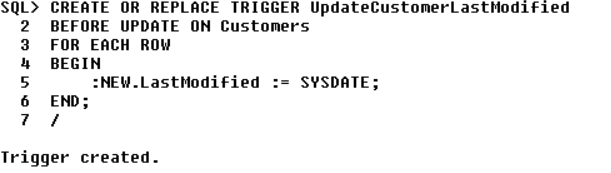 SQL> CREATE OR REPLACE TRIGGER UpdateCustomerLastModified
  2  BEFORE UPDATE ON Customers
  3  FOR EACH ROW
  4  BEGIN
  5      :NEW.LastModified := SYSDATE;
  6  END;
  7  /
Trigger created.